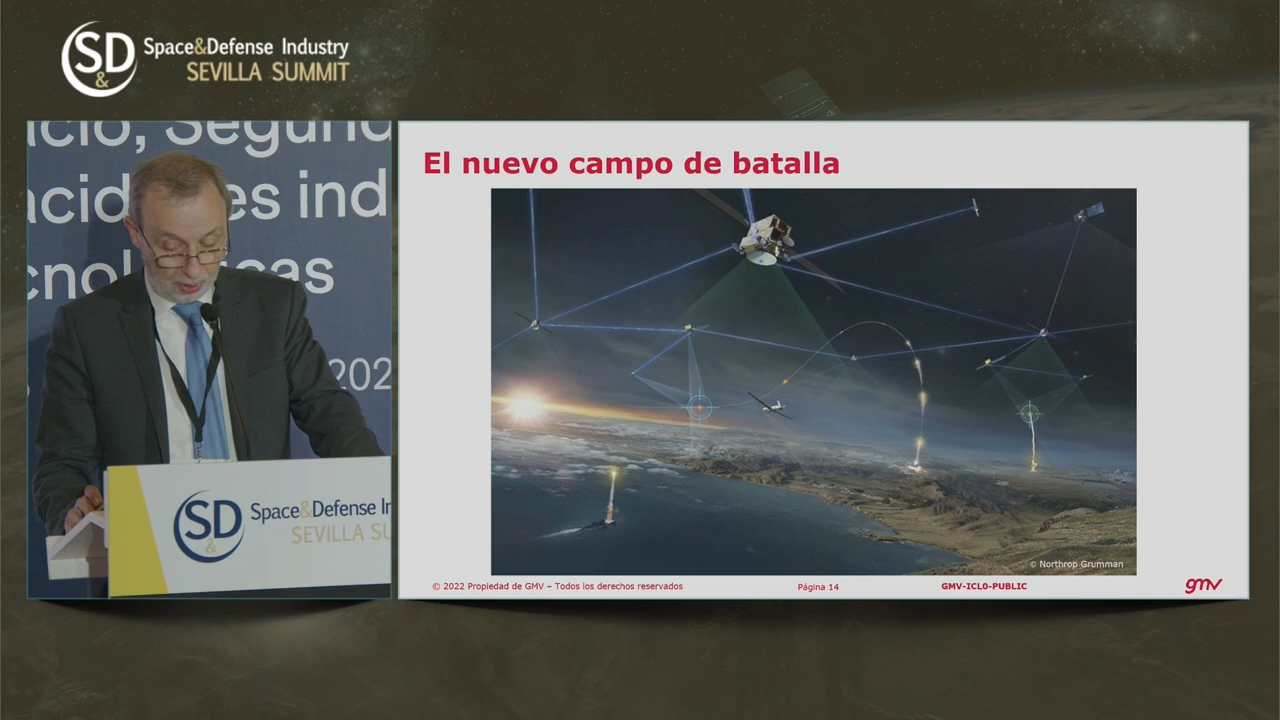 S&D Space&Defense Industry
SEVILLA SUMMIT
El nuevo campo de batalla
© Northrop Grumman
© 2022 Propiedad de GMV – Todos los derechos reservados
Página 14
GMV-ICL0-PUBLIC
gmv
S&D Space&Defense In
SEVILLA SU
202